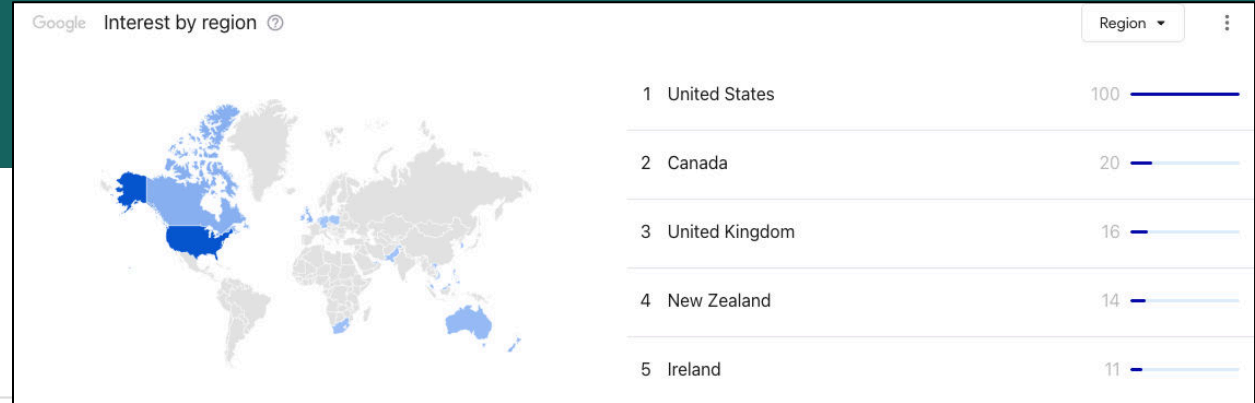 Google Interest by region
Region
1 United States 100
2 Canada 20
3 United Kingdom 16
4 New Zealand 14
5 Ireland 11